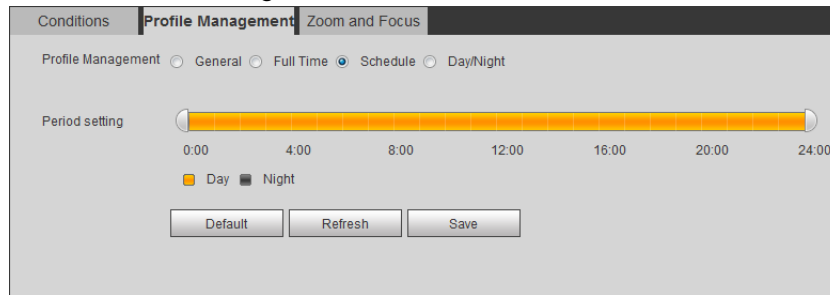 Conditions Profile Management Zoom and Focus
Profile Management General Full Time Schedule Day/Night
Period setting
0:00 4:00 8:00 12:00 16:00 20:00 24:00
Day Night
Default Refresh Save